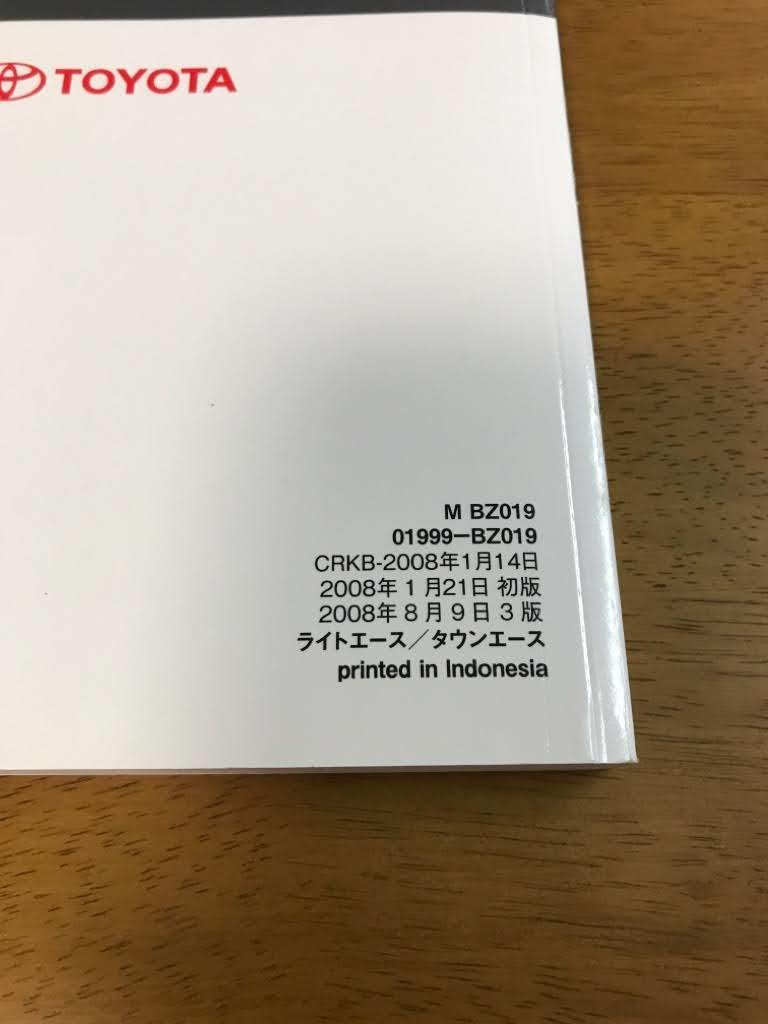 TOYOTA
M BZ019
01999-BZ019
CRKB-2008年1月14日
2008年1月21日 初版
2008年8月9日 3版
ライトエース/タウンエース
printed in Indonesia